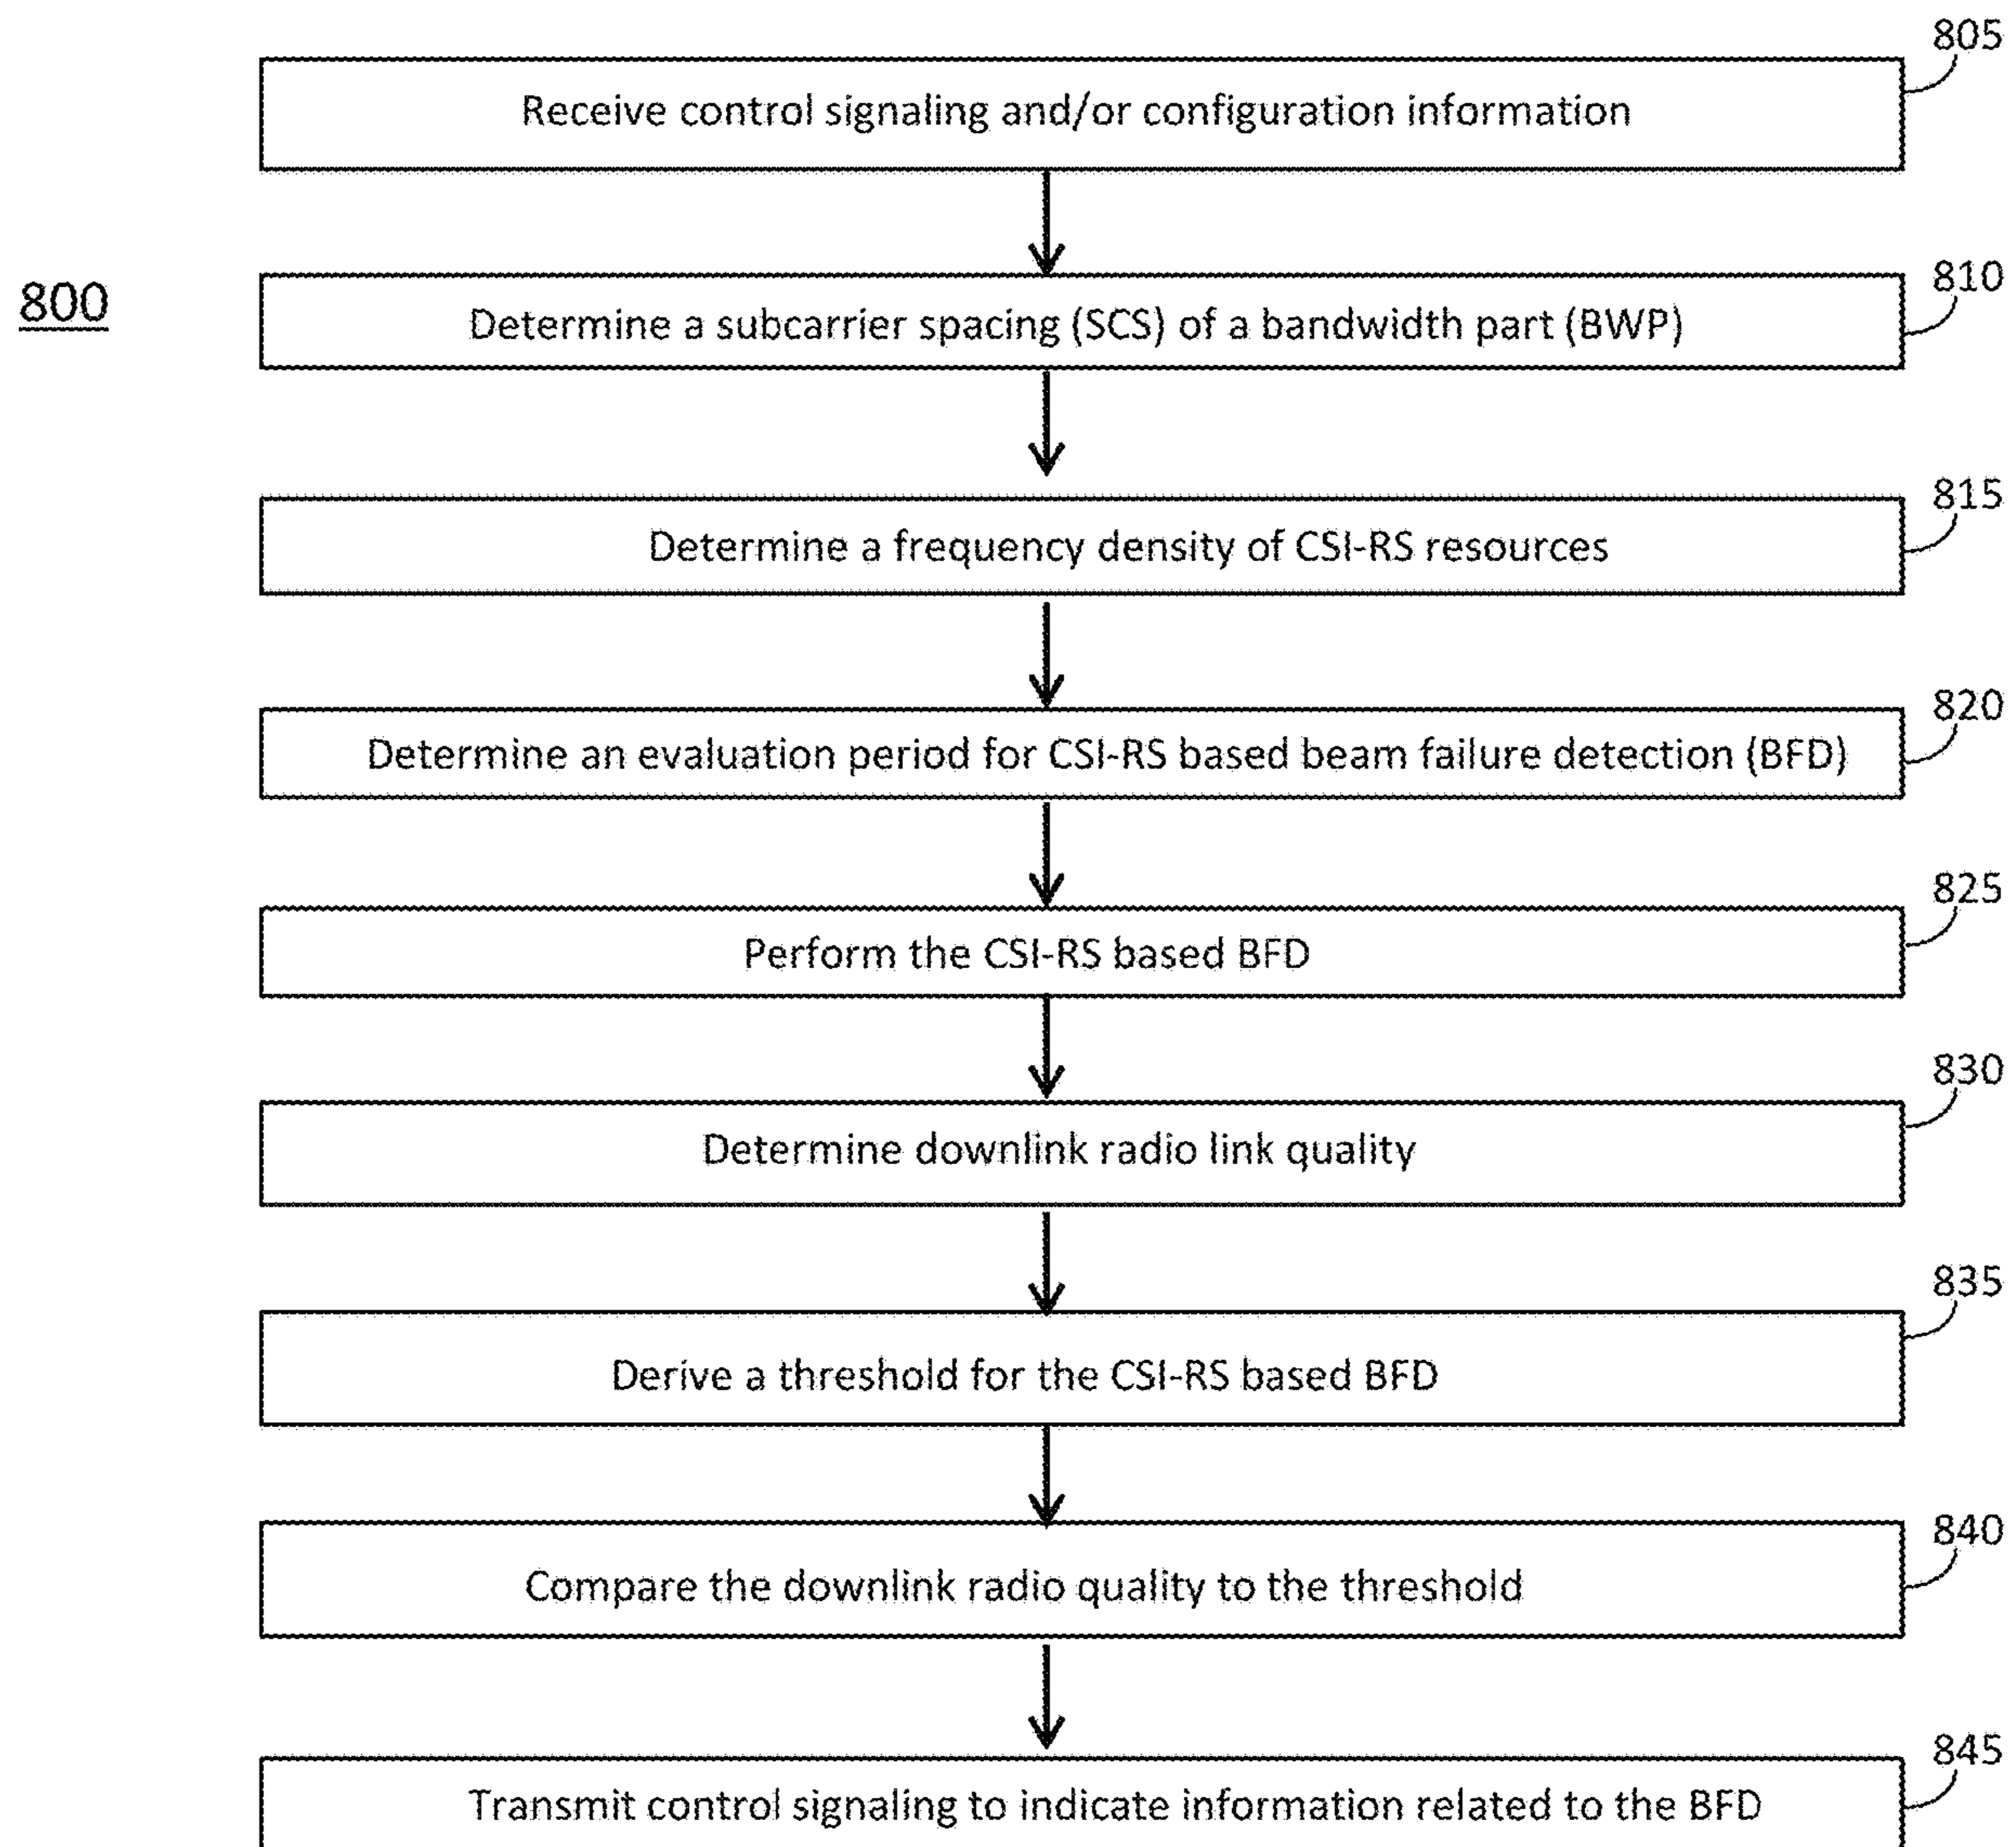 805
Receive control signaling and/or configuration information
810
800
Determine a subcarrier spacing (SCS) of a bandwidth part (BWP)
815
Determine a frequency density of CSI-RS resources
820
Determine an evaluation period for CSI-RS based beam failure detection (BFD)
825
Perform the CSI-RS based BFD
830
Determine downlink radio link quality
835
Derive a threshold for the CSI-RS based BFD
840
Compare the downlink radio quality to the threshold
845
Transmit control signaling to indicate information related to the BFD